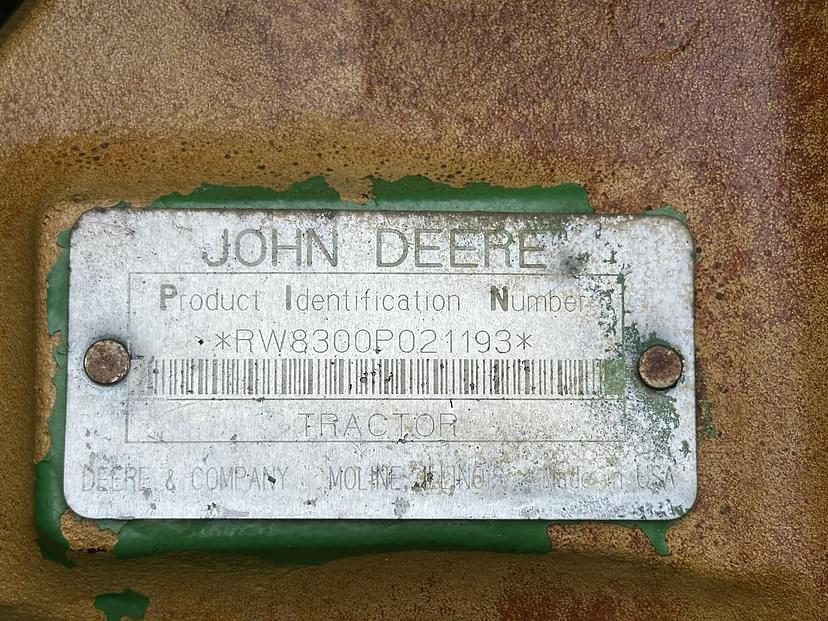 JOHN DEERE
Product Identification Number
*RW8300P021193*
TRACTOR
DEERE & COMPANY MOLINE ILLINOIS Made in USA